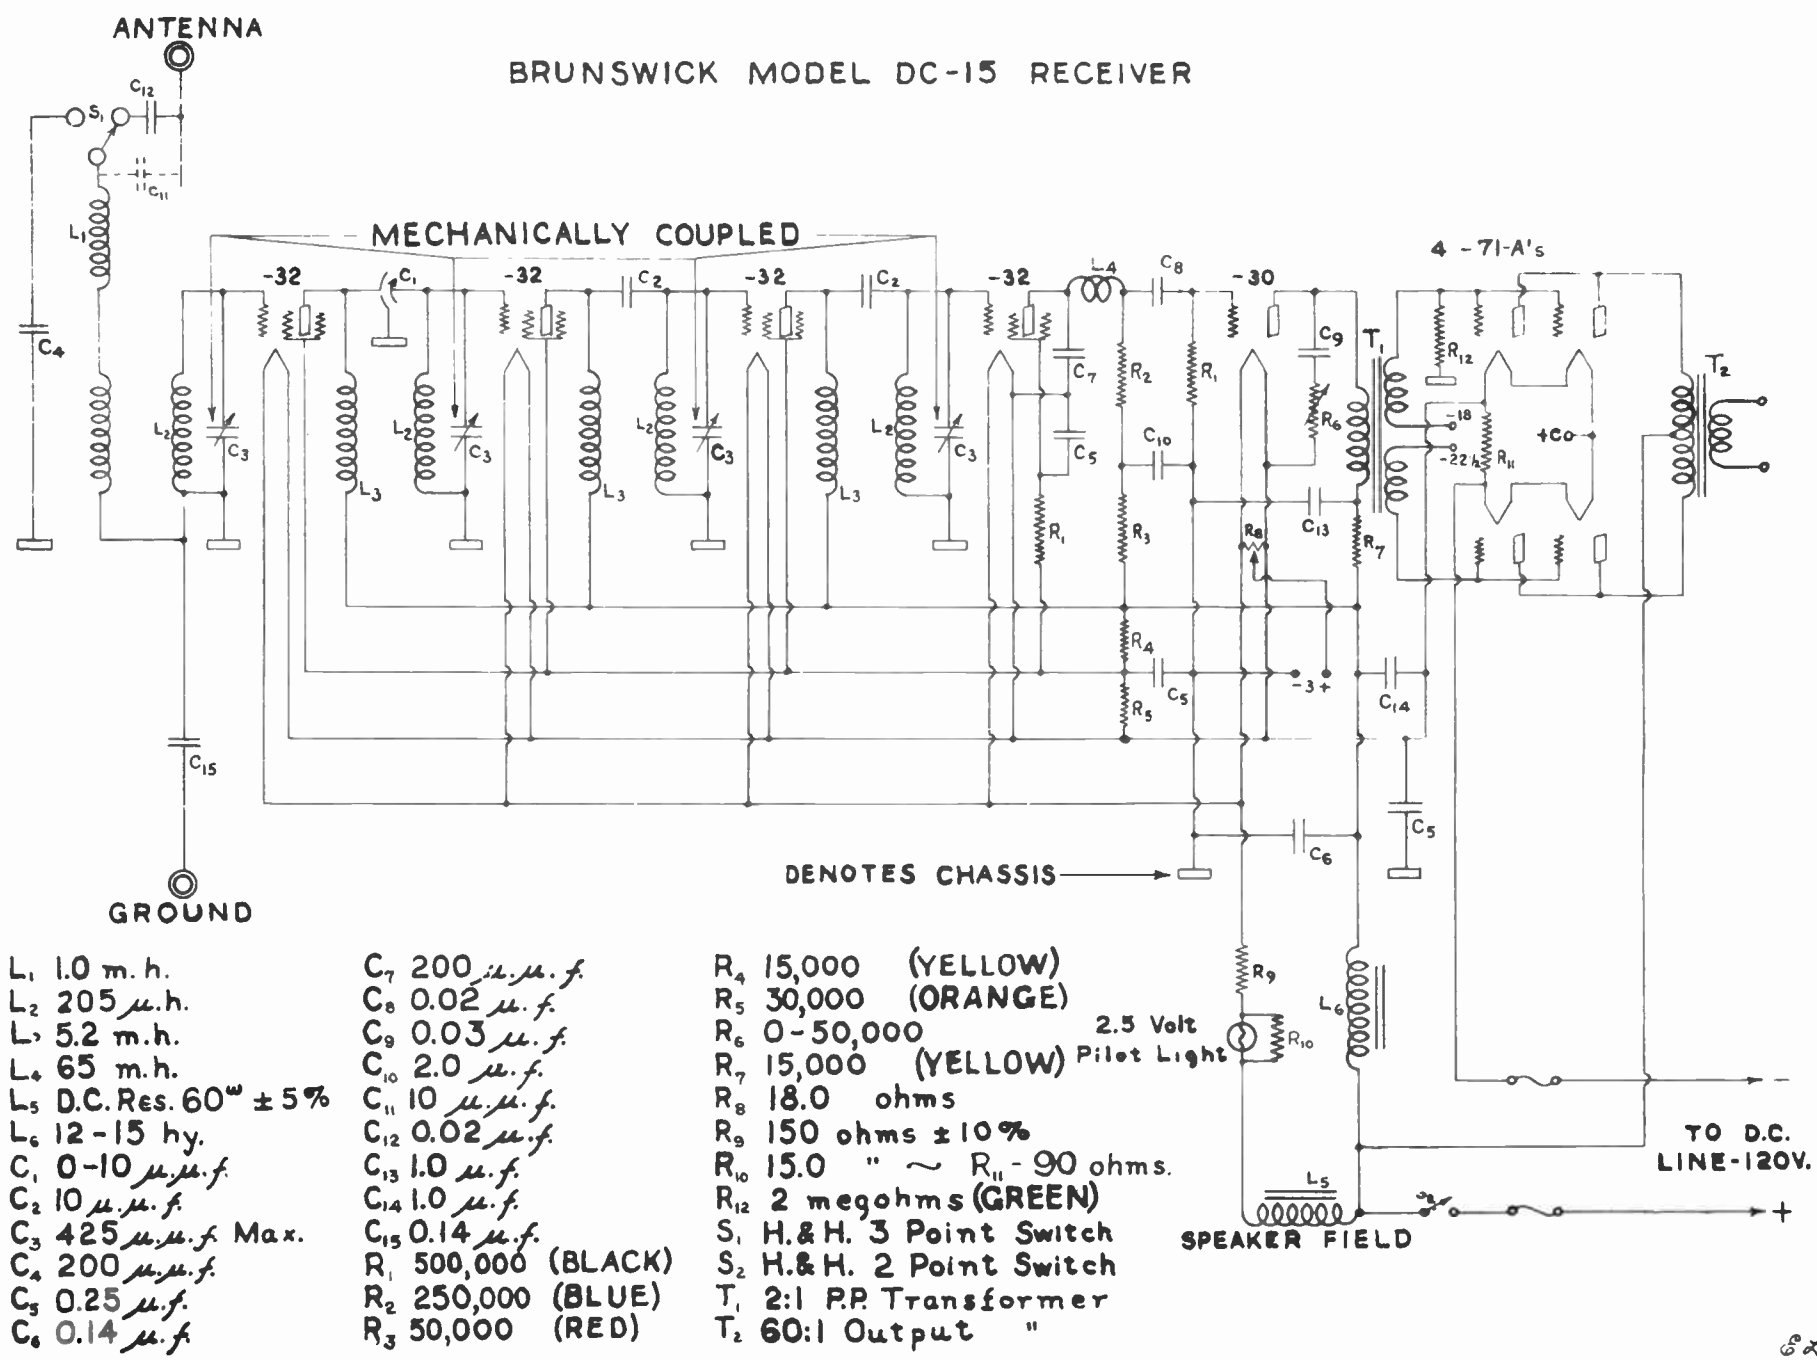 ANTENNA
BRUNSWICK MODEL DC-15 RECEIVER
C12
S1
C11
L1
MECHANICALLY COUPLED
4 - 71-A's
-32
C1
-32
C2
-32
C2
-32
L4
C8
-30
C4
C7
R2
R1
C9
T1
R12
T2
L2
C3
L2
C3
L2
C3
L2
C3
C5
C10
R6
-18
-22½
R11
+C
L3
L3
L3
R1
R3
R8
C13
R7
R4
C5
-3+
C14
R5
C15
C5
C6
DENOTES CHASSIS
GROUND
R9
L6
2.5 Volt
Pilot Light
R10
−
TO D.C.
LINE-120V.
L5
+
SPEAKER FIELD
L1 1.0 m.h.
L2 205 µ.h.
L3 5.2 m.h.
L4 65 m.h.
L5 D.C. Res. 60ω ± 5%
L6 12-15 hy.
C1 0-10 µ.µ.f.
C2 10 µ.µ.f.
C3 425 µ.µ.f. Max.
C4 200 µ.µ.f.
C5 0.25 µ.f.
C6 0.14 µ.f.
C7 200 µ.µ.f.
C8 0.02 µ.f.
C9 0.03 µ.f.
C10 2.0 µ.f.
C11 10 µ.µ.f.
C12 0.02 µ.f.
C13 1.0 µ.f.
C14 1.0 µ.f.
C15 0.14 µ.f.
R1 500,000 (BLACK)
R2 250,000 (BLUE)
R3 50,000 (RED)
R4 15,000 (YELLOW)
R5 30,000 (ORANGE)
R6 0-50,000
R7 15,000 (YELLOW)
R8 18.0 ohms
R9 150 ohms ±10%
R10 15.0 " ~ R11 - 90 ohms.
R12 2 megohms (GREEN)
S1 H.&H. 3 Point Switch
S2 H.&H. 2 Point Switch
T1 2:1 P.P. Transformer
T2 60:1 Output "